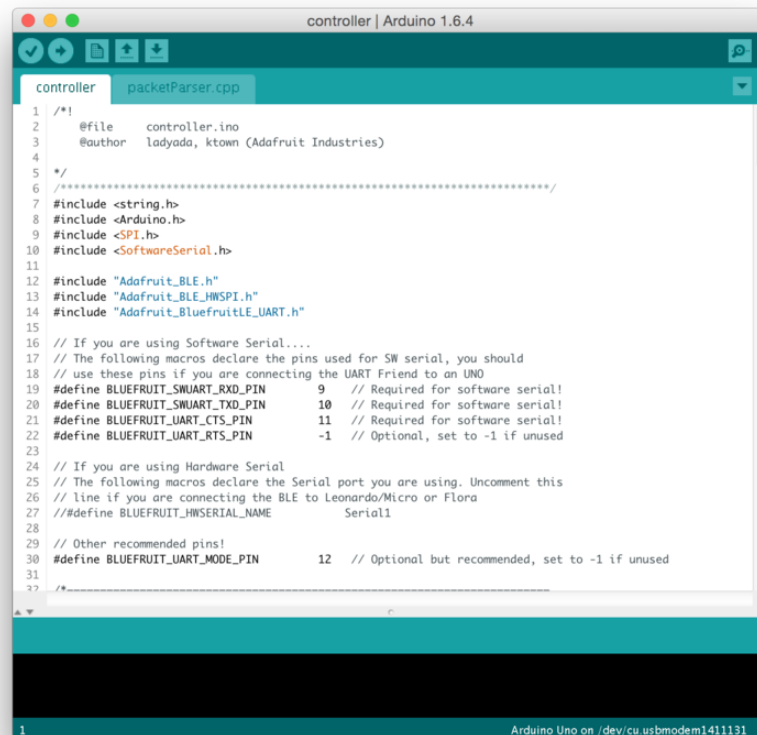 controller | Arduino 1.6.4
controller packetParser.cpp
1 /*!
2 @file controller.ino
3 @author ladyada, ktown (Adafruit Industries)
4
5 */
6 /**************************************************************************/
7 #include <string.h>
8 #include <Arduino.h>
9 #include <SPI.h>
10 #include <SoftwareSerial.h>
11
12 #include "Adafruit_BLE.h"
13 #include "Adafruit_BLE_HWSPI.h"
14 #include "Adafruit_BluefruitLE_UART.h"
15
16 // If you are using Software Serial....
17 // The following macros declare the pins used for SW serial, you should
18 // use these pins if you are connecting the UART Friend to an UNO
19 #define BLUEFRUIT_SWUART_RXD_PIN 9 // Required for software serial!
20 #define BLUEFRUIT_SWUART_TXD_PIN 10 // Required for software serial!
21 #define BLUEFRUIT_UART_CTS_PIN 11 // Required for software serial!
22 #define BLUEFRUIT_UART_RTS_PIN -1 // Optional, set to -1 if unused
23
24 // If you are using Hardware Serial
25 // The following macros declare the Serial port you are using. Uncomment this
26 // line if you are connecting the BLE to Leonardo/Micro or Flora
27 //#define BLUEFRUIT_HWSERIAL_NAME Serial1
28
29 // Other recommended pins!
30 #define BLUEFRUIT_UART_MODE_PIN 12 // Optional but recommended, set to -1 if unused
31
32 /*=========================================================================
1 Arduino Uno on /dev/cu.usbmodem1411131